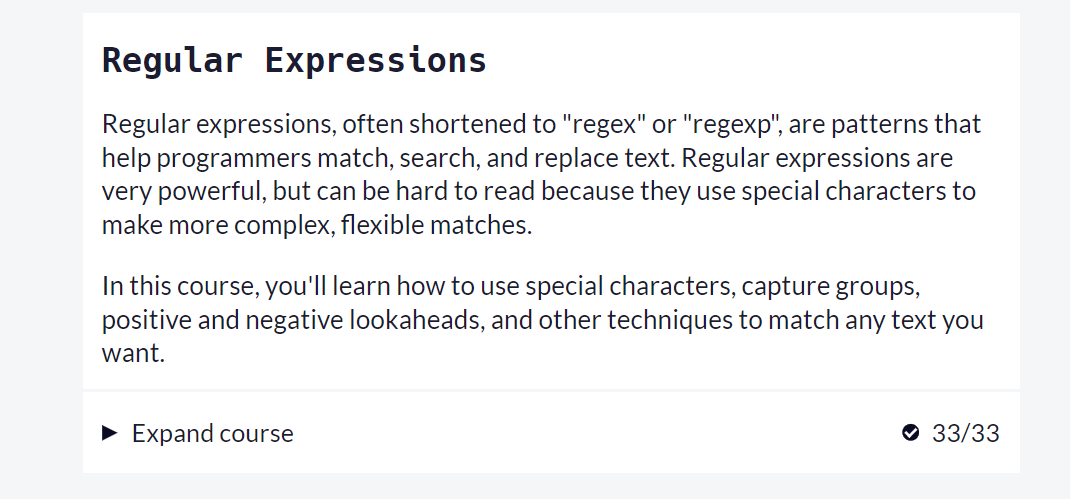 Regular Expressions
Regular expressions, often shortened to "regex" or "regexp", are patterns that
help programmers match, search, and replace text. Regular expressions are
very powerful, but can be hard to read because they use special characters to
make more complex, flexible matches.
In this course, you'll learn how to use special characters, capture groups,
positive and negative lookaheads, and other techniques to match any text you
want.
Expand course
33/33